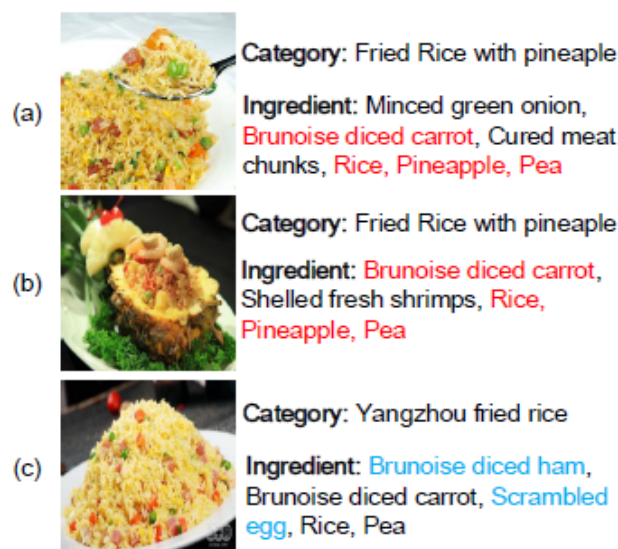 (a)
Category: Fried Rice with pineaple
Ingredient: Minced green onion,
Brunoise diced carrot, Cured meat
chunks, Rice, Pineapple, Pea
(b)
Category: Fried Rice with pineaple
Ingredient: Brunoise diced carrot,
Shelled fresh shrimps, Rice,
Pineapple, Pea
(c)
Category: Yangzhou fried rice
Ingredient: Brunoise diced ham,
Brunoise diced carrot, Scrambled
egg, Rice, Pea